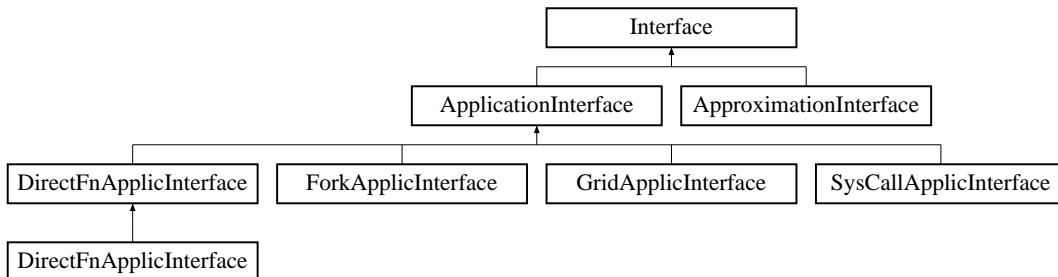 Interface
ApplicationInterface
ApproximationInterface
DirectFnApplicInterface
ForkApplicInterface
GridApplicInterface
SysCallApplicInterface
DirectFnApplicInterface